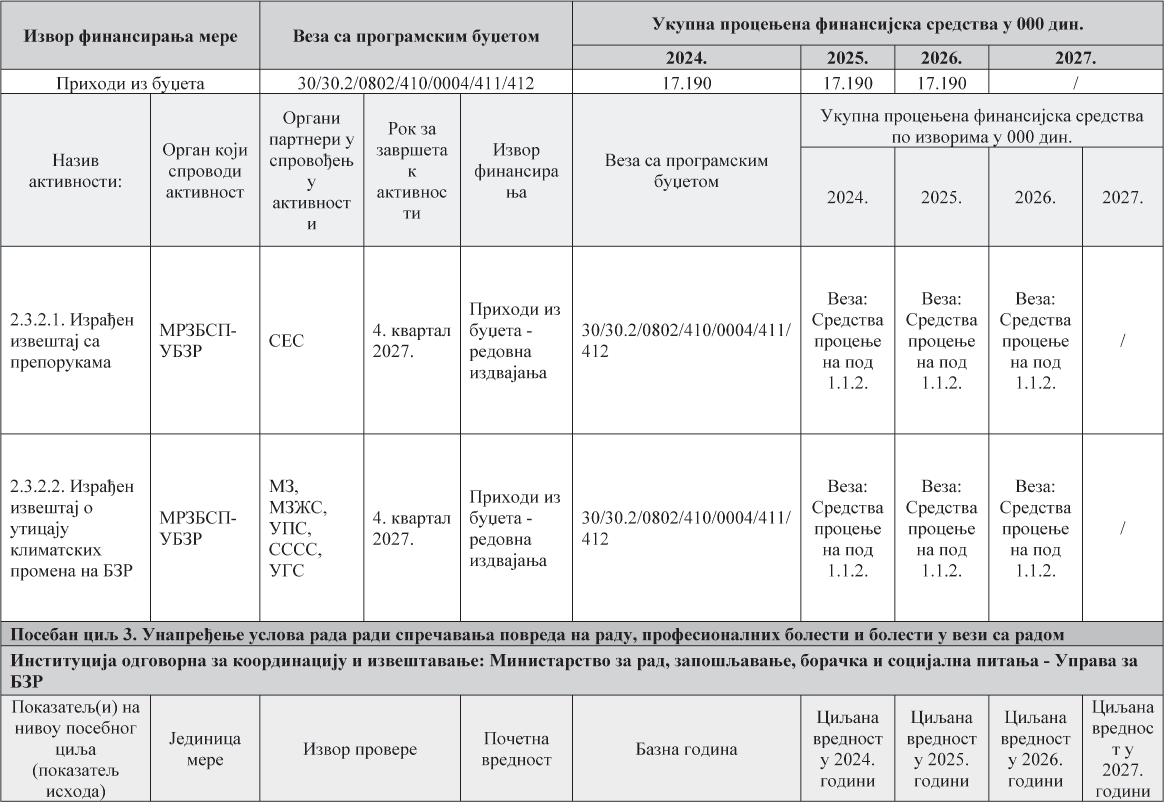 Извор финансирања мере
Веза са програмским буџетом
Укупна процењена финансијска средства у 000 дин.
2024.
2025.
2026.
2027.
Приходи из буџета
30/30.2/0802/410/0004/411/412
17.190
17.190
17.190
/
Назив
активности:
Орган који
спроводи
активност
Органи
партнери у
спровођењ
у
активност
и
Рок за
завршета
к
активнос
ти
Извор
финансира
ња
Веза са програмским
буџетом
Укупна процењена финансијска средства
по изворима у 000 дин.
2024.
2025.
2026.
2027.
2.3.2.1. Израђен
извештај са
препорукама
МРЗБСП-
УБЗР
СЕС
4. квартал
2027.
Приходи из
буџета -
редовна
издвајања
30/30.2/0802/410/0004/411/
412
Веза:
Средства
процење
на под
1.1.2.
Веза:
Средства
процење
на под
1.1.2.
Веза:
Средства
процење
на под
1.1.2.
/
2.3.2.2. Израђен
извештај о
утицају
климатских
промена на БЗР
МРЗБСП-
УБЗР
МЗ,
МЗЖС,
УПС,
СССС,
УГС
4. квартал
2027.
Приходи из
буџета -
редовна
издвајања
30/30.2/0802/410/0004/411/
412
Веза:
Средства
процење
на под
1.1.2.
Веза:
Средства
процење
на под
1.1.2.
Веза:
Средства
процење
на под
1.1.2.
/
Посебан циљ 3. Унапређење услова рада ради спречавања повреда на раду, професионалних болести и болести у вези са радом
Институција одговорна за координацију и извештавање: Министарство за рад, запошљавање, борачка и социјална питања - Управа за
БЗР
Показатељ(и) на
нивоу посебног
циља
(показатељ
исхода)
Јединица
мере
Извор провере
Почетна
вредност
Базна година
Циљана
вредност
у 2024.
години
Циљана
вредност
у 2025.
години
Циљана
вредност
у 2026.
години
Циљана
вреднос
т у
2027.
години